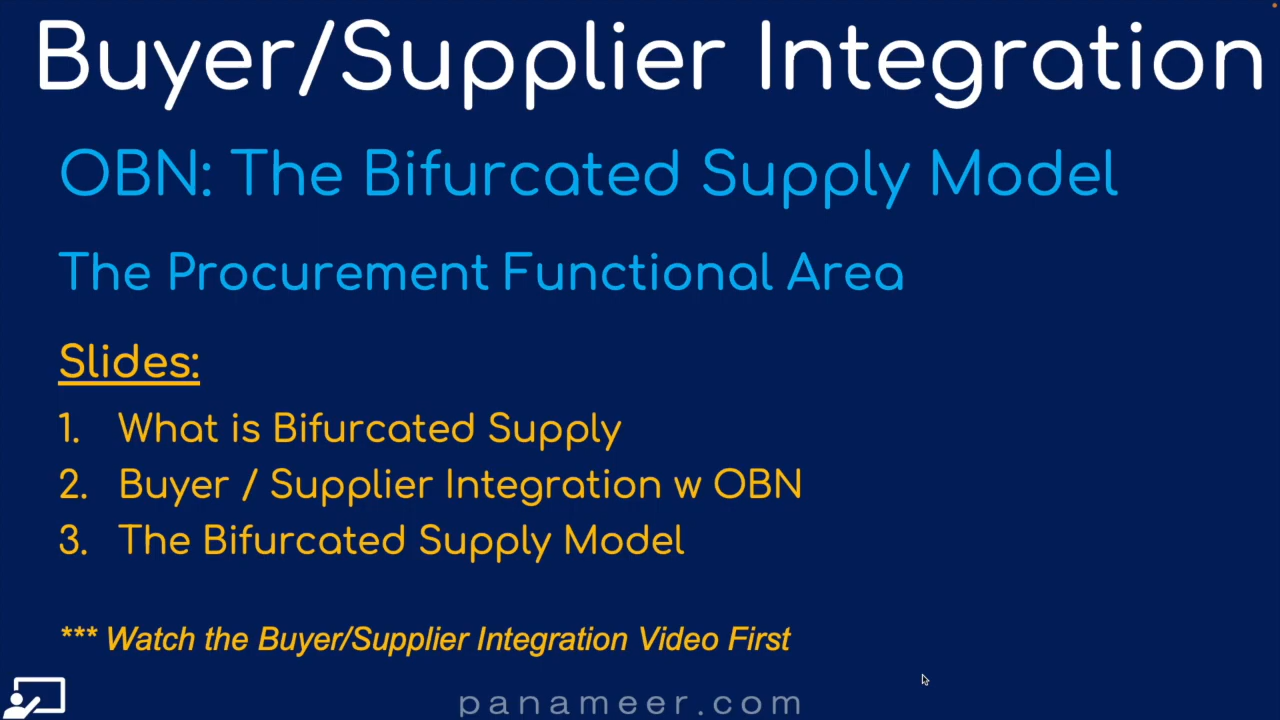 Buyer/Supplier Integration
OBN: The Bifurcated Supply Model
The Procurement Functional Area
Slides:
1. What is Bifurcated Supply
2. Buyer / Supplier Integration w OBN
3. The Bifurcated Supply Model
*** Watch the Buyer/Supplier Integration Video First
panameer.com